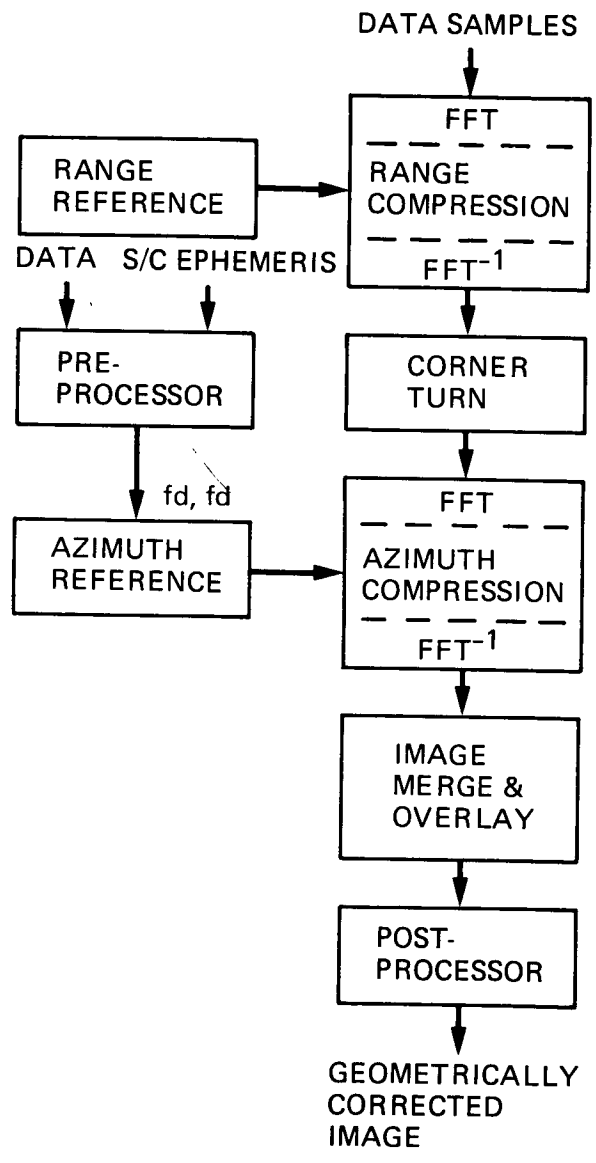 DATA SAMPLES
FFT
RANGE
COMPRESSION
FFT⁻¹
RANGE
REFERENCE
DATA S/C EPHEMERIS
PRE-
PROCESSOR
CORNER
TURN
fd, fd
AZIMUTH
REFERENCE
FFT
AZIMUTH
COMPRESSION
FFT⁻¹
IMAGE
MERGE &
OVERLAY
POST-
PROCESSOR
GEOMETRICALLY
CORRECTED
IMAGE